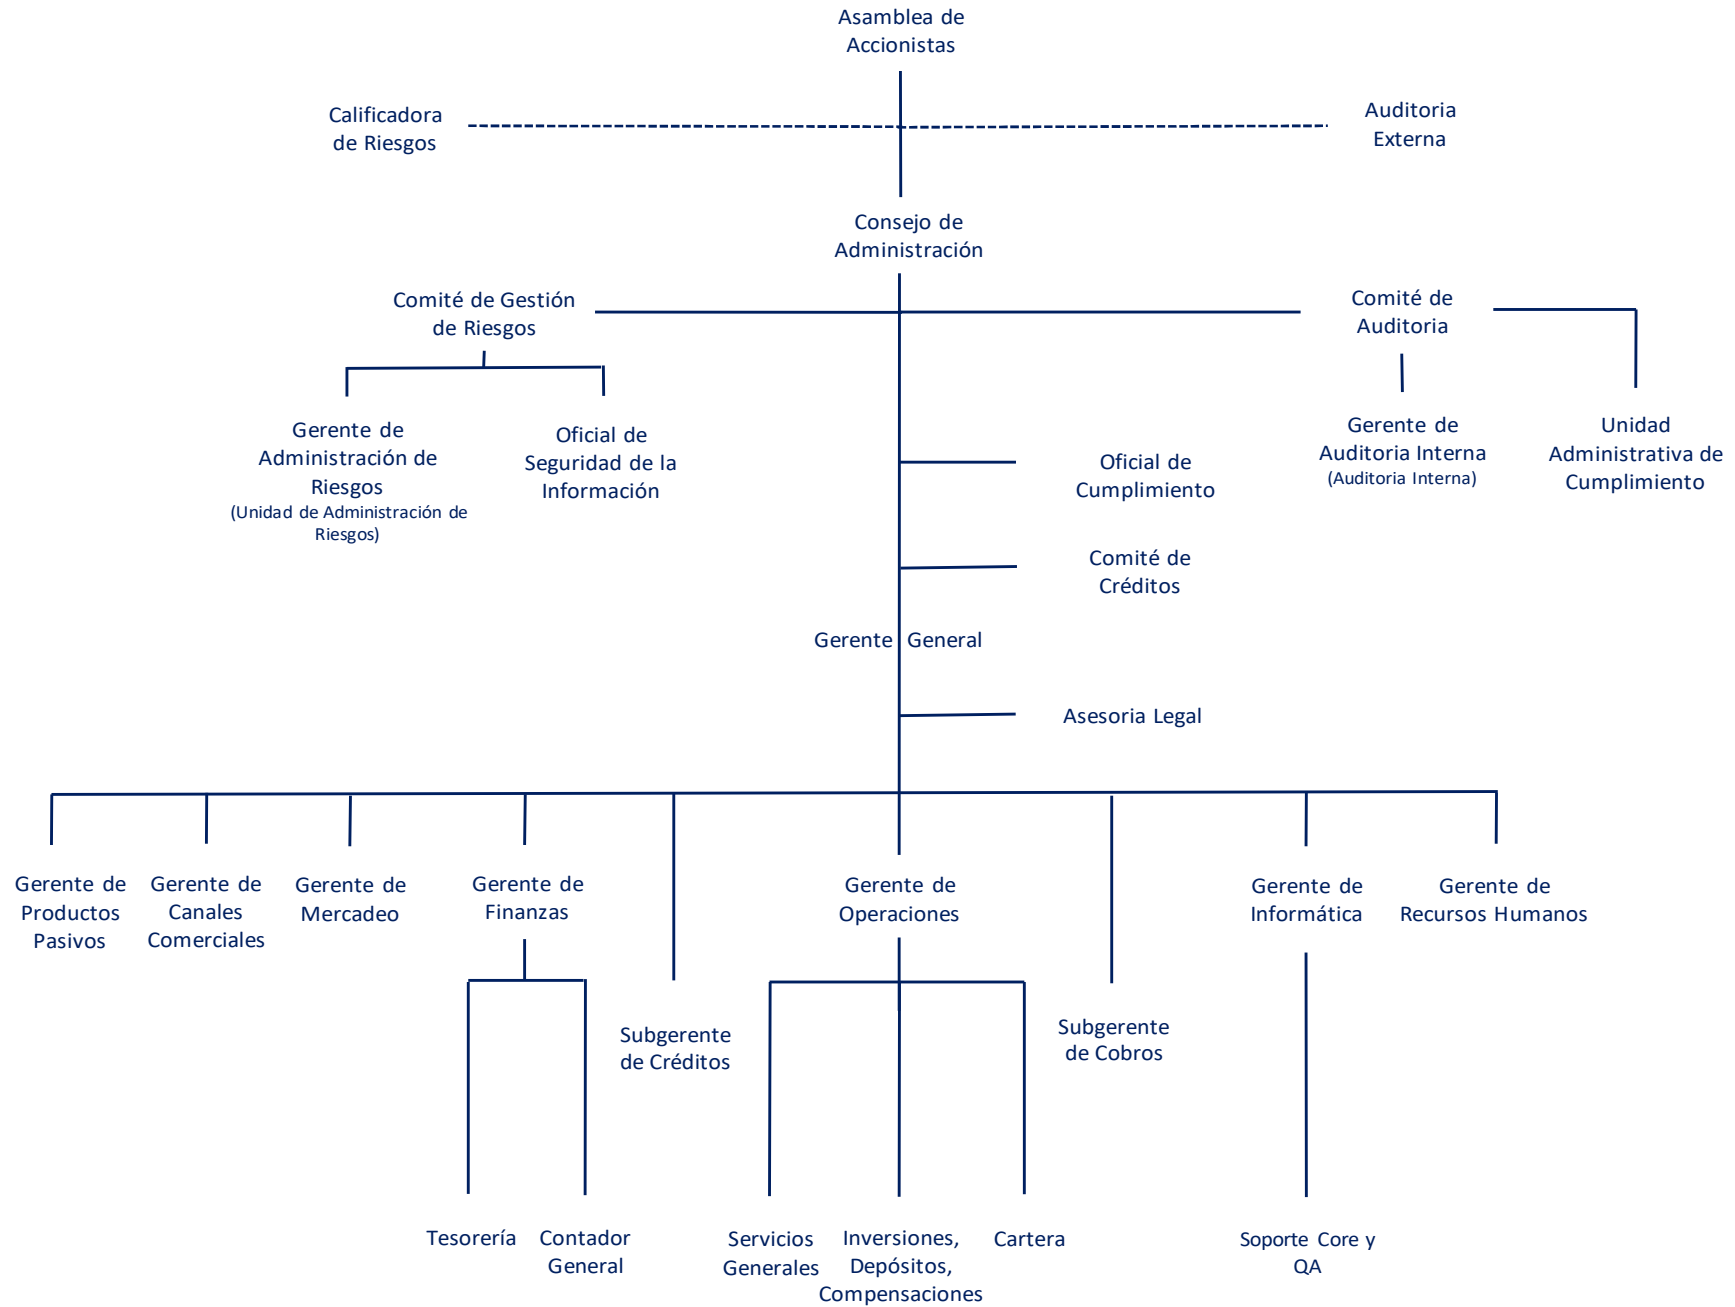 Asamblea de
Accionistas
Calificadora
de Riesgos
Auditoria
Externa
Consejo de
Administración
Comité de Gestión
de Riesgos
Comité de
Auditoria
Gerente de
Administración de
Riesgos
(Unidad de Administración de
Riesgos)
Oficial de
Seguridad de la
Información
Oficial de
Cumplimiento
Gerente de
Auditoria Interna
(Auditoria Interna)
Unidad
Administrativa de
Cumplimiento
Comité de
Créditos
Gerente General
Asesoria Legal
Gerente de
Productos
Pasivos
Gerente de
Canales
Comerciales
Gerente de
Mercadeo
Gerente de
Finanzas
Gerente de
Operaciones
Gerente de
Informática
Gerente de
Recursos Humanos
Subgerente
de Créditos
Subgerente
de Cobros
Tesorería
Contador
General
Servicios
Generales
Inversiones,
Depósitos,
Compensaciones
Cartera
Soporte Core y
QA